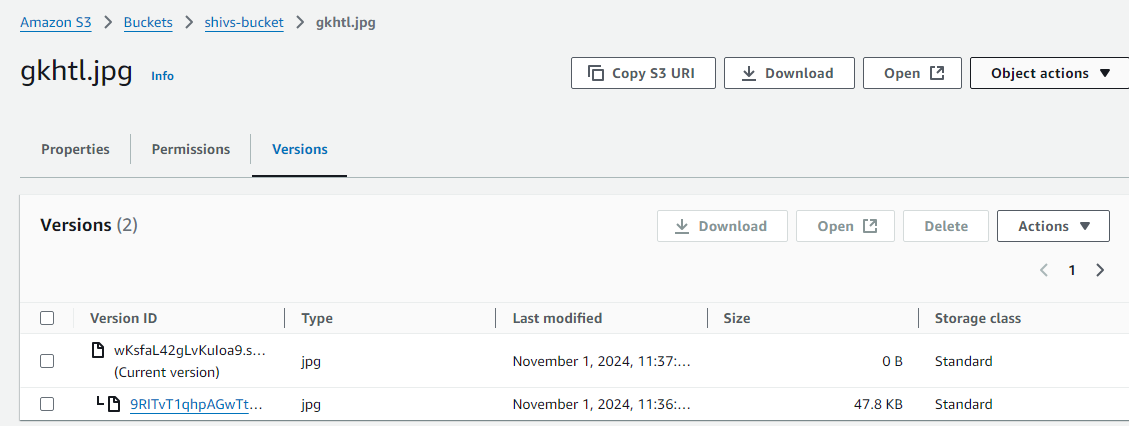 Amazon S3 > Buckets > shivs-bucket > gkhtl.jpg
gkhtl.jpg Info
Copy S3 URI Download Open Object actions
Properties Permissions Versions
Versions (2) Download Open Delete Actions
1
Version ID Type Last modified Size Storage class
wKsfaL42gLvKuIoa9.s... jpg November 1, 2024, 11:37:... 0 B Standard
(Current version)
9RITvT1qhpAGwTt... jpg November 1, 2024, 11:36:... 47.8 KB Standard